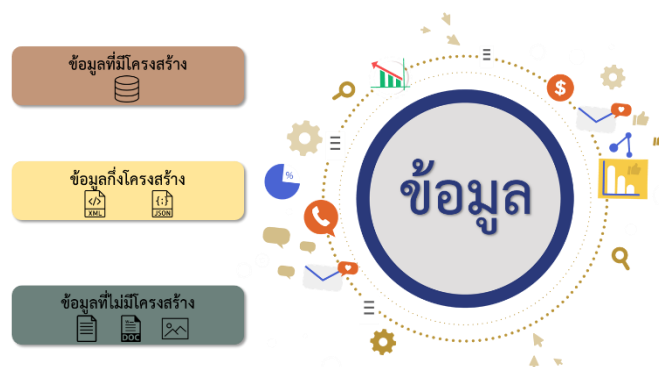 ข้อมูลที่มีโครงสร้าง
ข้อมูลกึ่งโครงสร้าง
XML
JSON
ข้อมูลที่ไม่มีโครงสร้าง
DOC
ข้อมูล
$
%